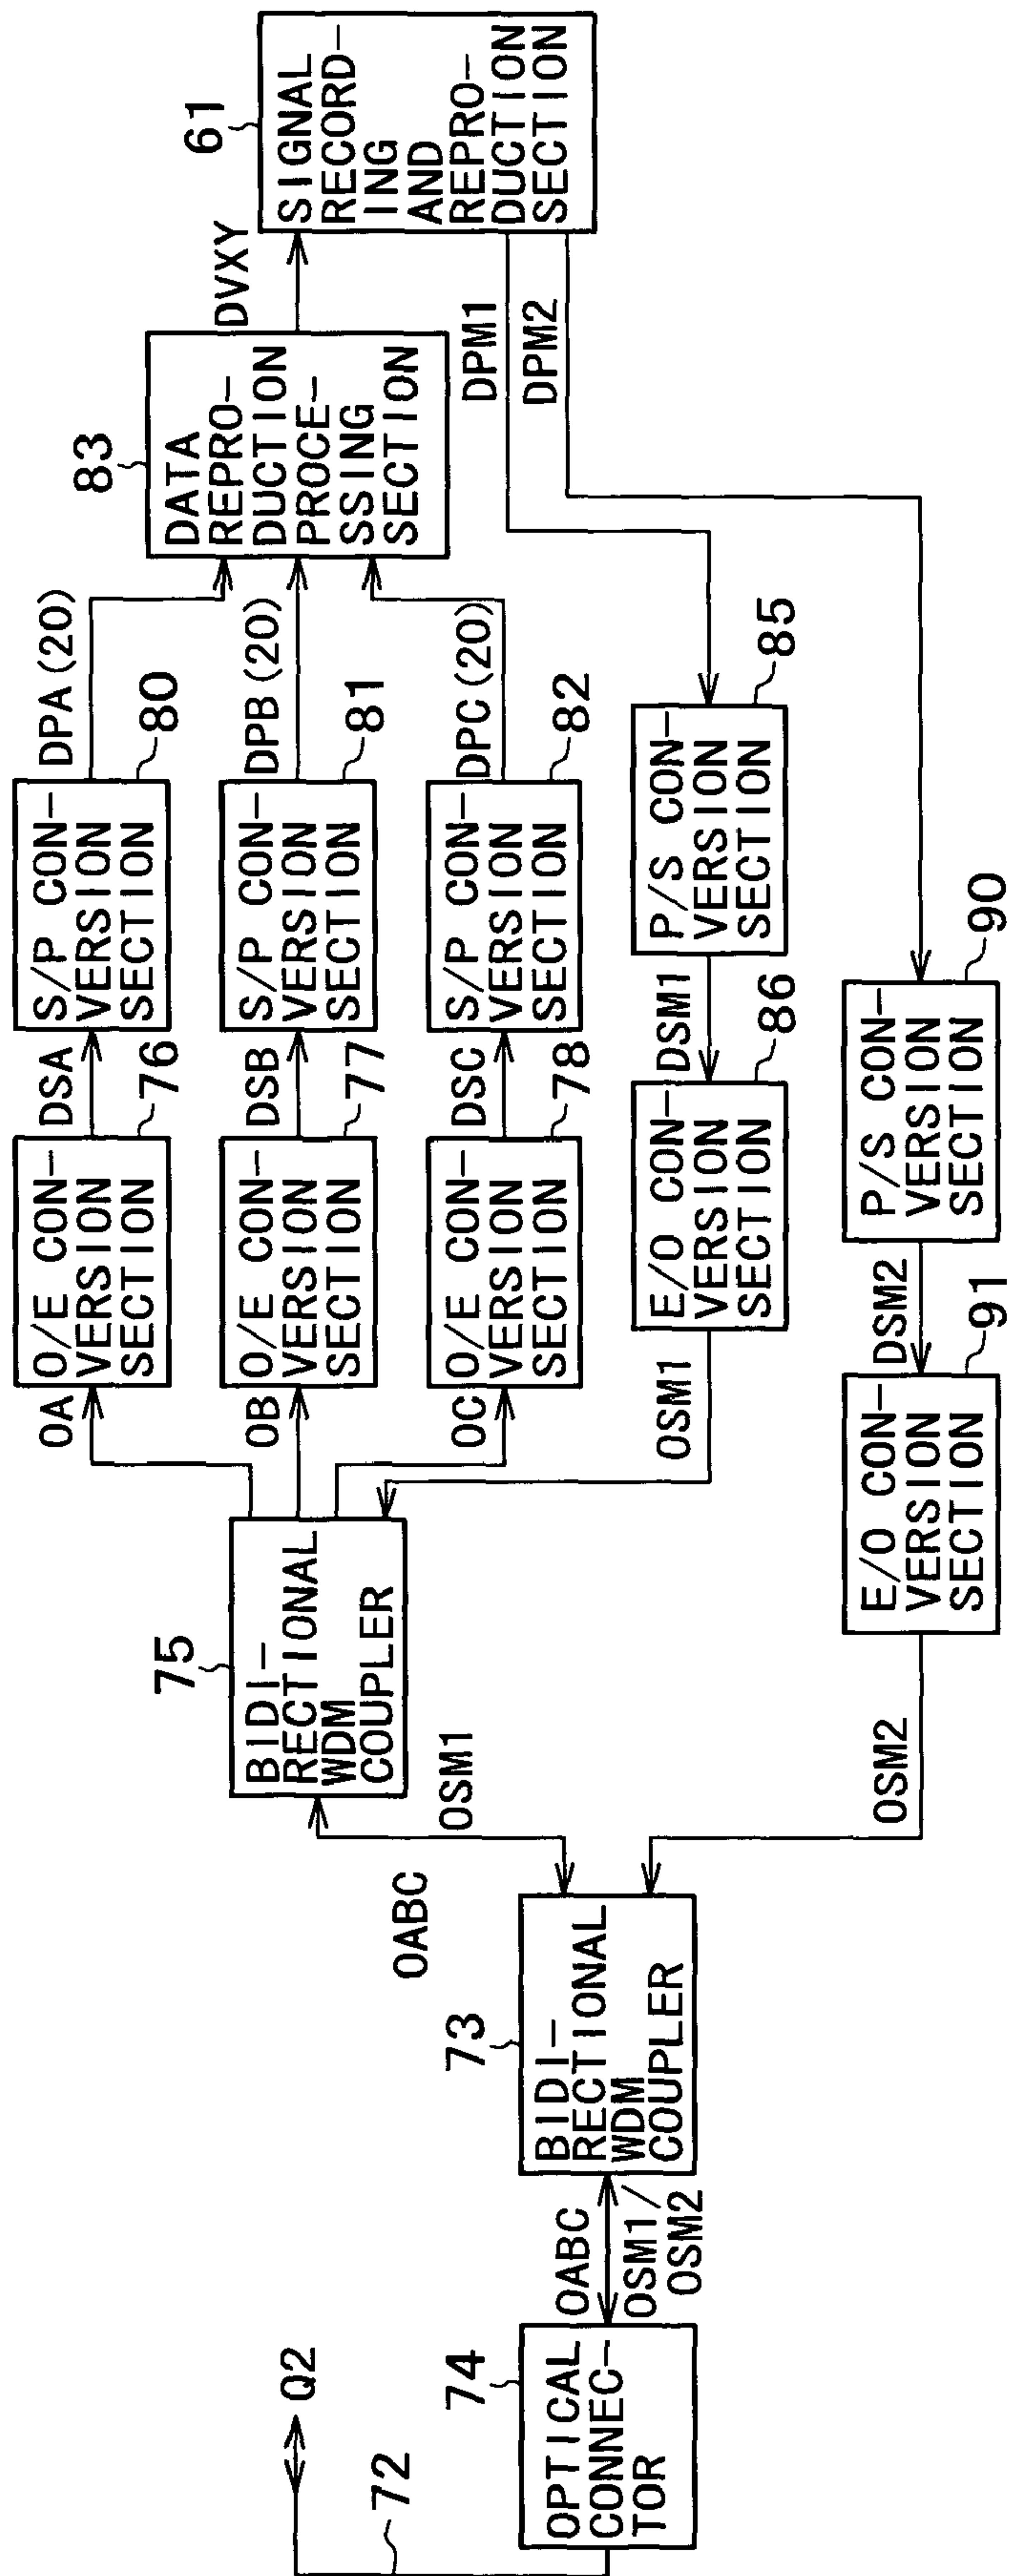 Q2
72
74
OPTICAL
CONNEC-
TOR
OABC
OSM1/
OSM2
73
BIDI-
RECTIONAL
WDM
COUPLER
OABC
OSM1
75
BIDI-
RECTIONAL
WDM
COUPLER
OA
O/E CON-
VERSION
SECTION
76
DSA
S/P CON-
VERSION
SECTION
80
DPA(20)
OB
O/E CON-
VERSION
SECTION
77
DSB
S/P CON-
VERSION
SECTION
81
DPB(20)
OC
O/E CON-
VERSION
SECTION
78
DSC
S/P CON-
VERSION
SECTION
82
DPC(20)
83
DATA
REPRO-
DUCTION
PROCE-
SSING
SECTION
DVXY
61
SIGNAL
RECORD-
ING
AND
REPRO-
DUCTION
SECTION
DPM1
DPM2
OSM1
E/O CON-
VERSION
SECTION
86
DSM1
P/S CON-
VERSION
SECTION
85
OSM2
E/O CON-
VERSION
SECTION
91
DSM2
P/S CON-
VERSION
SECTION
90